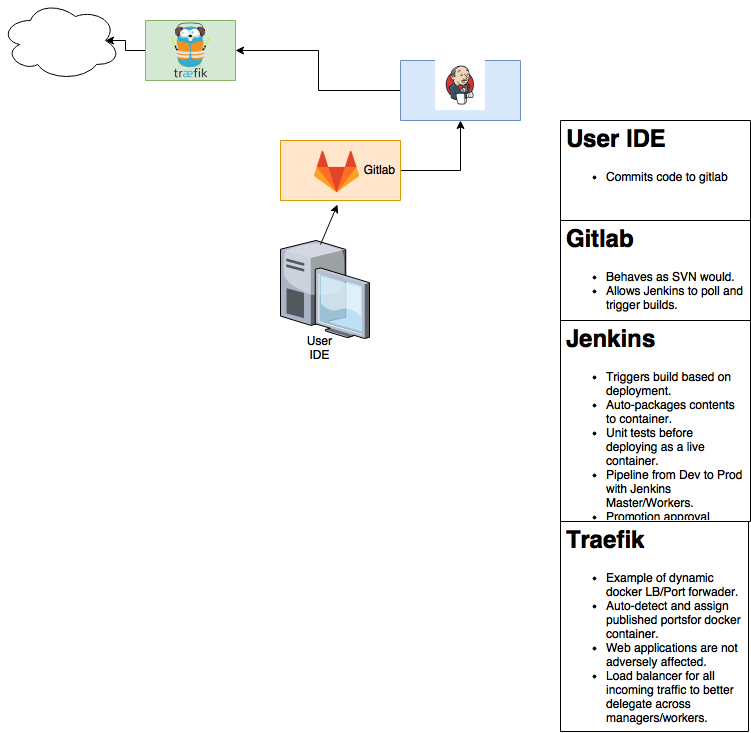 træfik
Gitlab
User
IDE
User IDE
• Commits code to gitlab
Gitlab
• Behaves as SVN would.
• Allows Jenkins to poll and
trigger builds.
Jenkins
• Triggers build based on
deployment.
• Auto-packages contents
to container.
• Unit tests before
deploying as a live
container.
• Pipeline from Dev to Prod
with Jenkins
Master/Workers.
• Promotion approval
Traefik
• Example of dynamic
docker LB/Port forwader.
• Auto-detect and assign
published portsfor docker
container.
• Web applications are not
adversely affected.
• Load balancer for all
incoming traffic to better
delegate across
managers/workers.